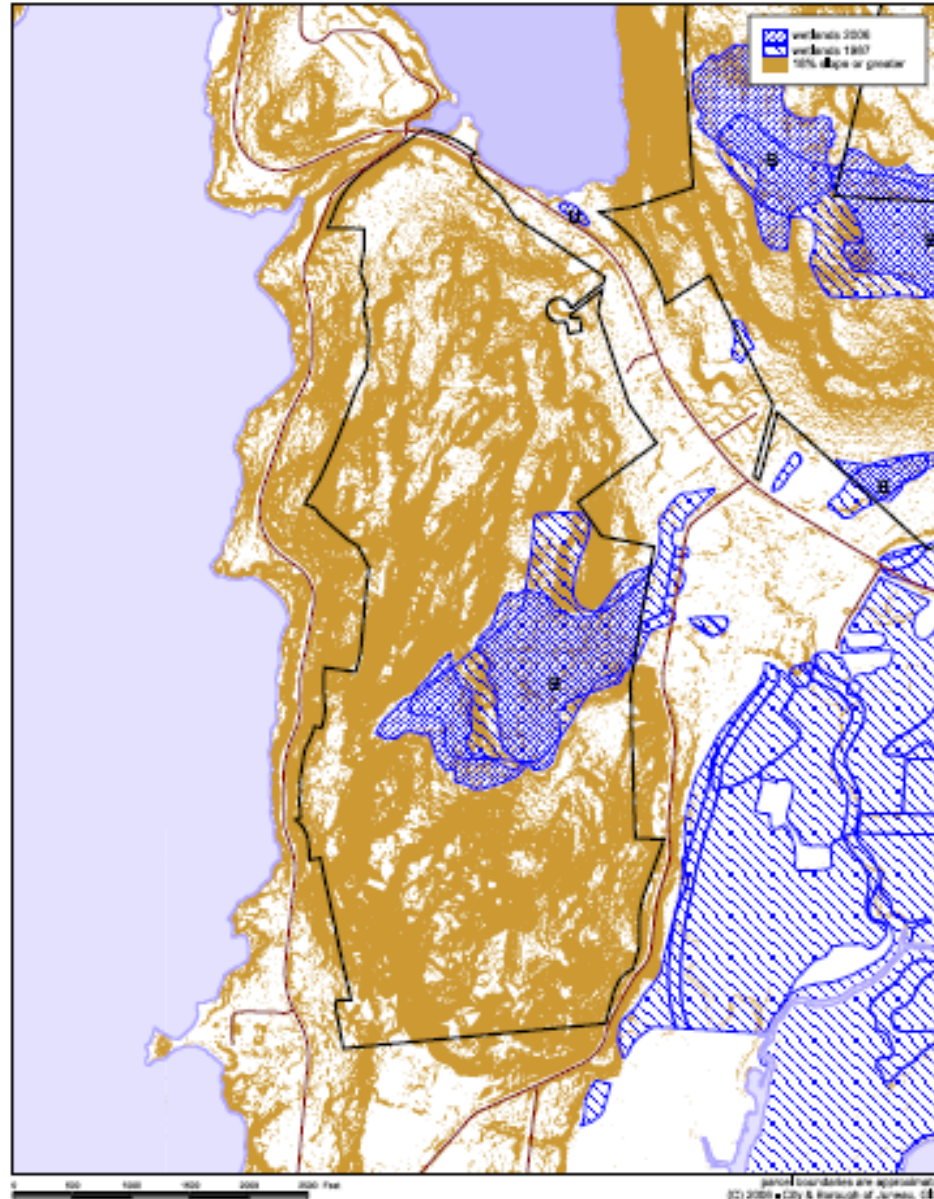 wetlands 2006
wetlands 1987
18% slope or greater
B
B
B
0 500 1000 1500 2000 2500 Feet
parcel boundaries are approximate
(C) 2006 • City & Borough of Juneau,